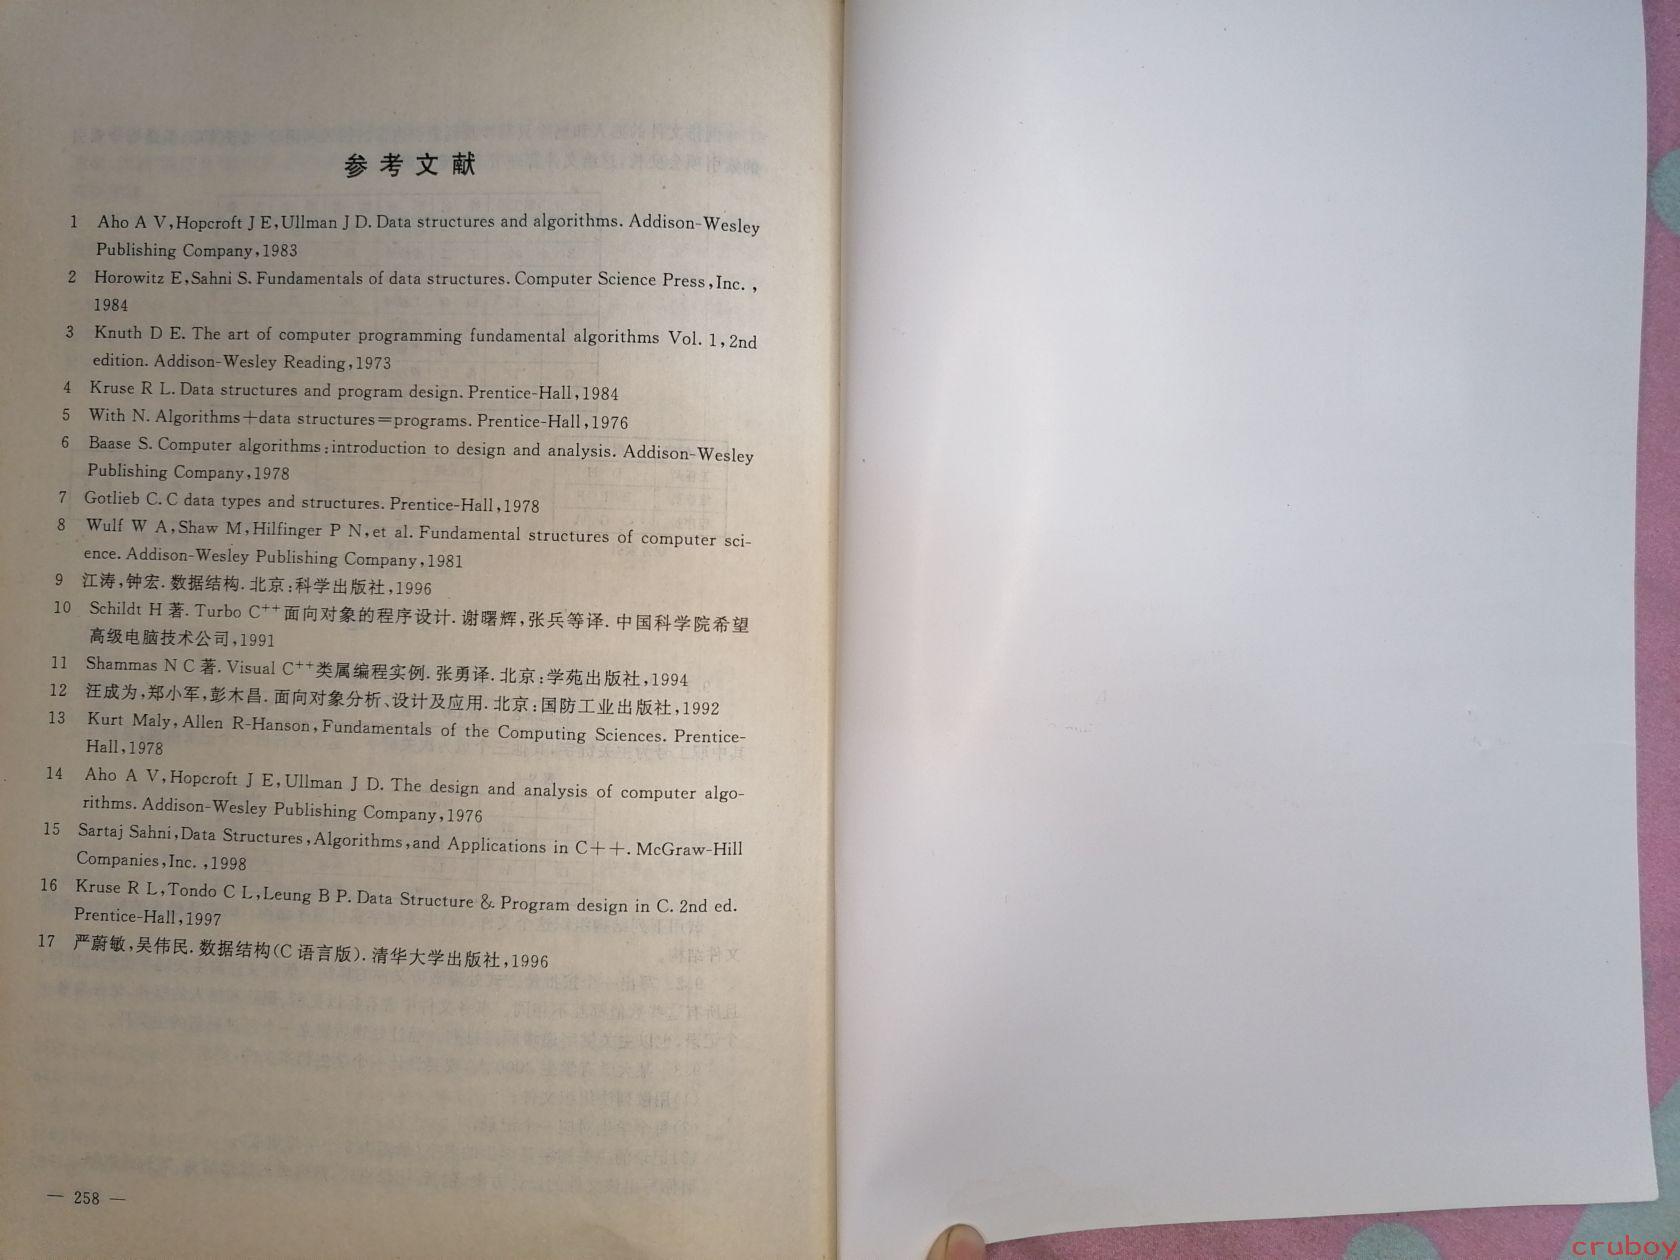 参考文献
1 Aho A V,Hopcroft J E,Ullman J D. Data structures and algorithms. Addison-Wesley
Publishing Company,1983
2 Horowitz E,Sahni S. Fundamentals of data structures. Computer Science Press,Inc. ,
1984
3 Knuth D E. The art of computer programming fundamental algorithms Vol. 1,2nd
edition. Addison-Wesley Reading,1973
4 Kruse R L. Data structures and program design. Prentice-Hall,1984
5 With N. Algorithms+data structures=programs. Prentice-Hall,1976
6 Baase S. Computer algorithms:introduction to design and analysis. Addison-Wesley
Publishing Company,1978
7 Gotlieb C. C data types and structures. Prentice-Hall,1978
8 Wulf W A,Shaw M,Hilfinger P N,et al. Fundamental structures of computer sci-
ence. Addison-Wesley Publishing Company,1981
9 江涛,钟宏. 数据结构. 北京:科学出版社,1996
10 Schildt H 著. Turbo C++面向对象的程序设计. 谢曙辉,张兵等译. 中国科学院希望
高级电脑技术公司,1991
11 Shammas N C 著. Visual C++类属编程实例. 张勇译. 北京:学苑出版社,1994
12 汪成为,郑小军,彭木昌. 面向对象分析、设计及应用. 北京:国防工业出版社,1992
13 Kurt Maly,Allen R-Hanson,Fundamentals of the Computing Sciences. Prentice-
Hall,1978
14 Aho A V,Hopcroft J E,Ullman J D. The design and analysis of computer algo-
rithms. Addison-Wesley Publishing Company,1976
15 Sartaj Sahni,Data Structures,Algorithms,and Applications in C++. McGraw-Hill
Companies,Inc. ,1998
16 Kruse R L,Tondo C L,Leung B P. Data Structure & Program design in C. 2nd ed.
Prentice-Hall,1997
17 严蔚敏,吴伟民. 数据结构(C 语言版). 清华大学出版社,1996
— 258 —
cruboy